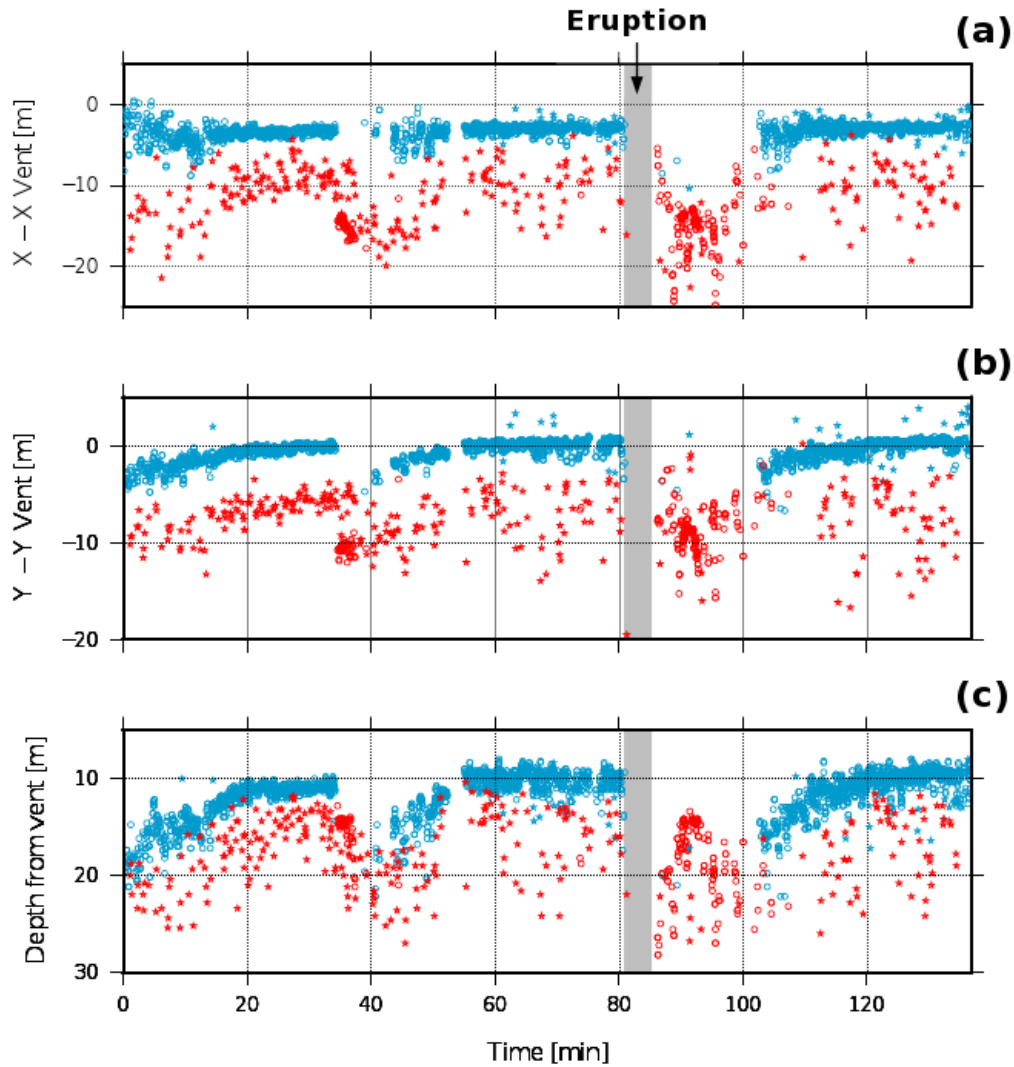 Eruption
(a)
0
−10
−20
X − X Vent [m]
(b)
0
−10
−20
Y −Y Vent [m]
(c)
10
20
30
Depth from vent [m]
0 20 40 60 80 100 120
Time [min]